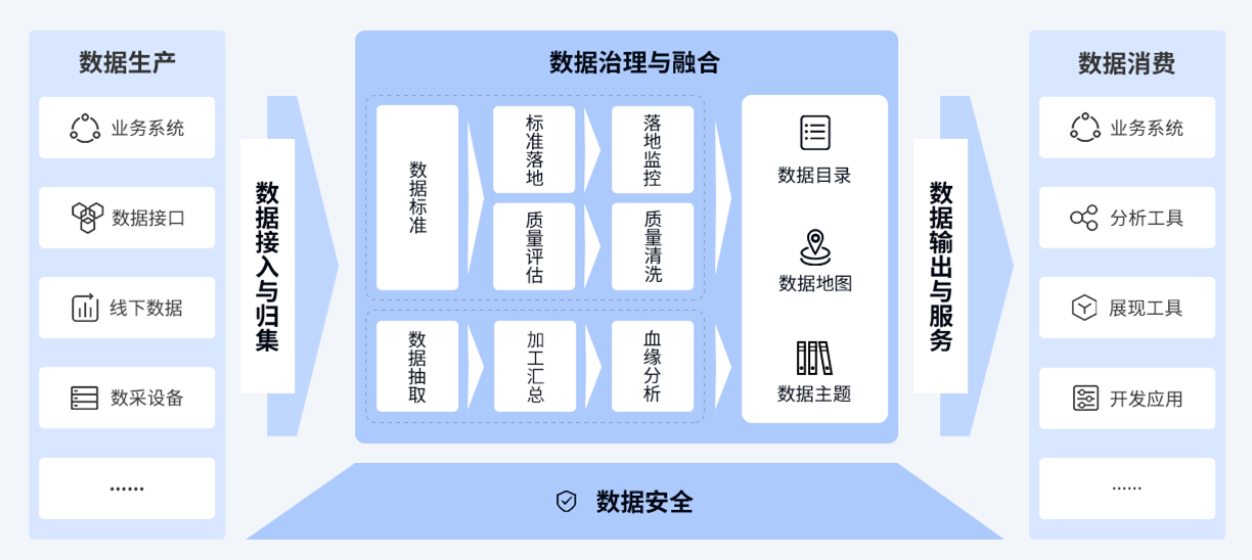 数据生产
业务系统
数据接口
线下数据
数采设备
……
数据接入与归集
数据治理与融合
数据标准
标准落地
落地监控
质量评估
质量清洗
数据抽取
加工汇总
血缘分析
数据目录
数据地图
数据主题
数据安全
数据输出与服务
数据消费
业务系统
分析工具
展现工具
开发应用
……